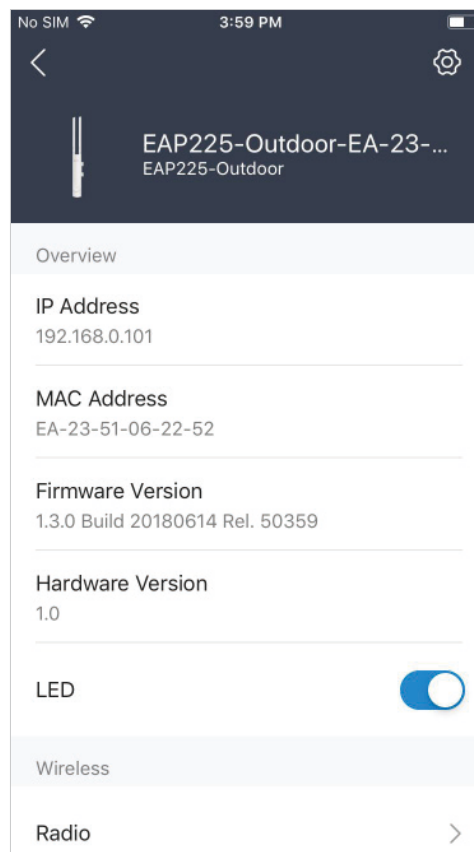 No SIM 3:59 PM
EAP225-Outdoor-EA-23-...
EAP225-Outdoor
Overview
IP Address
192.168.0.101
MAC Address
EA-23-51-06-22-52
Firmware Version
1.3.0 Build 20180614 Rel. 50359
Hardware Version
1.0
LED
Wireless
Radio